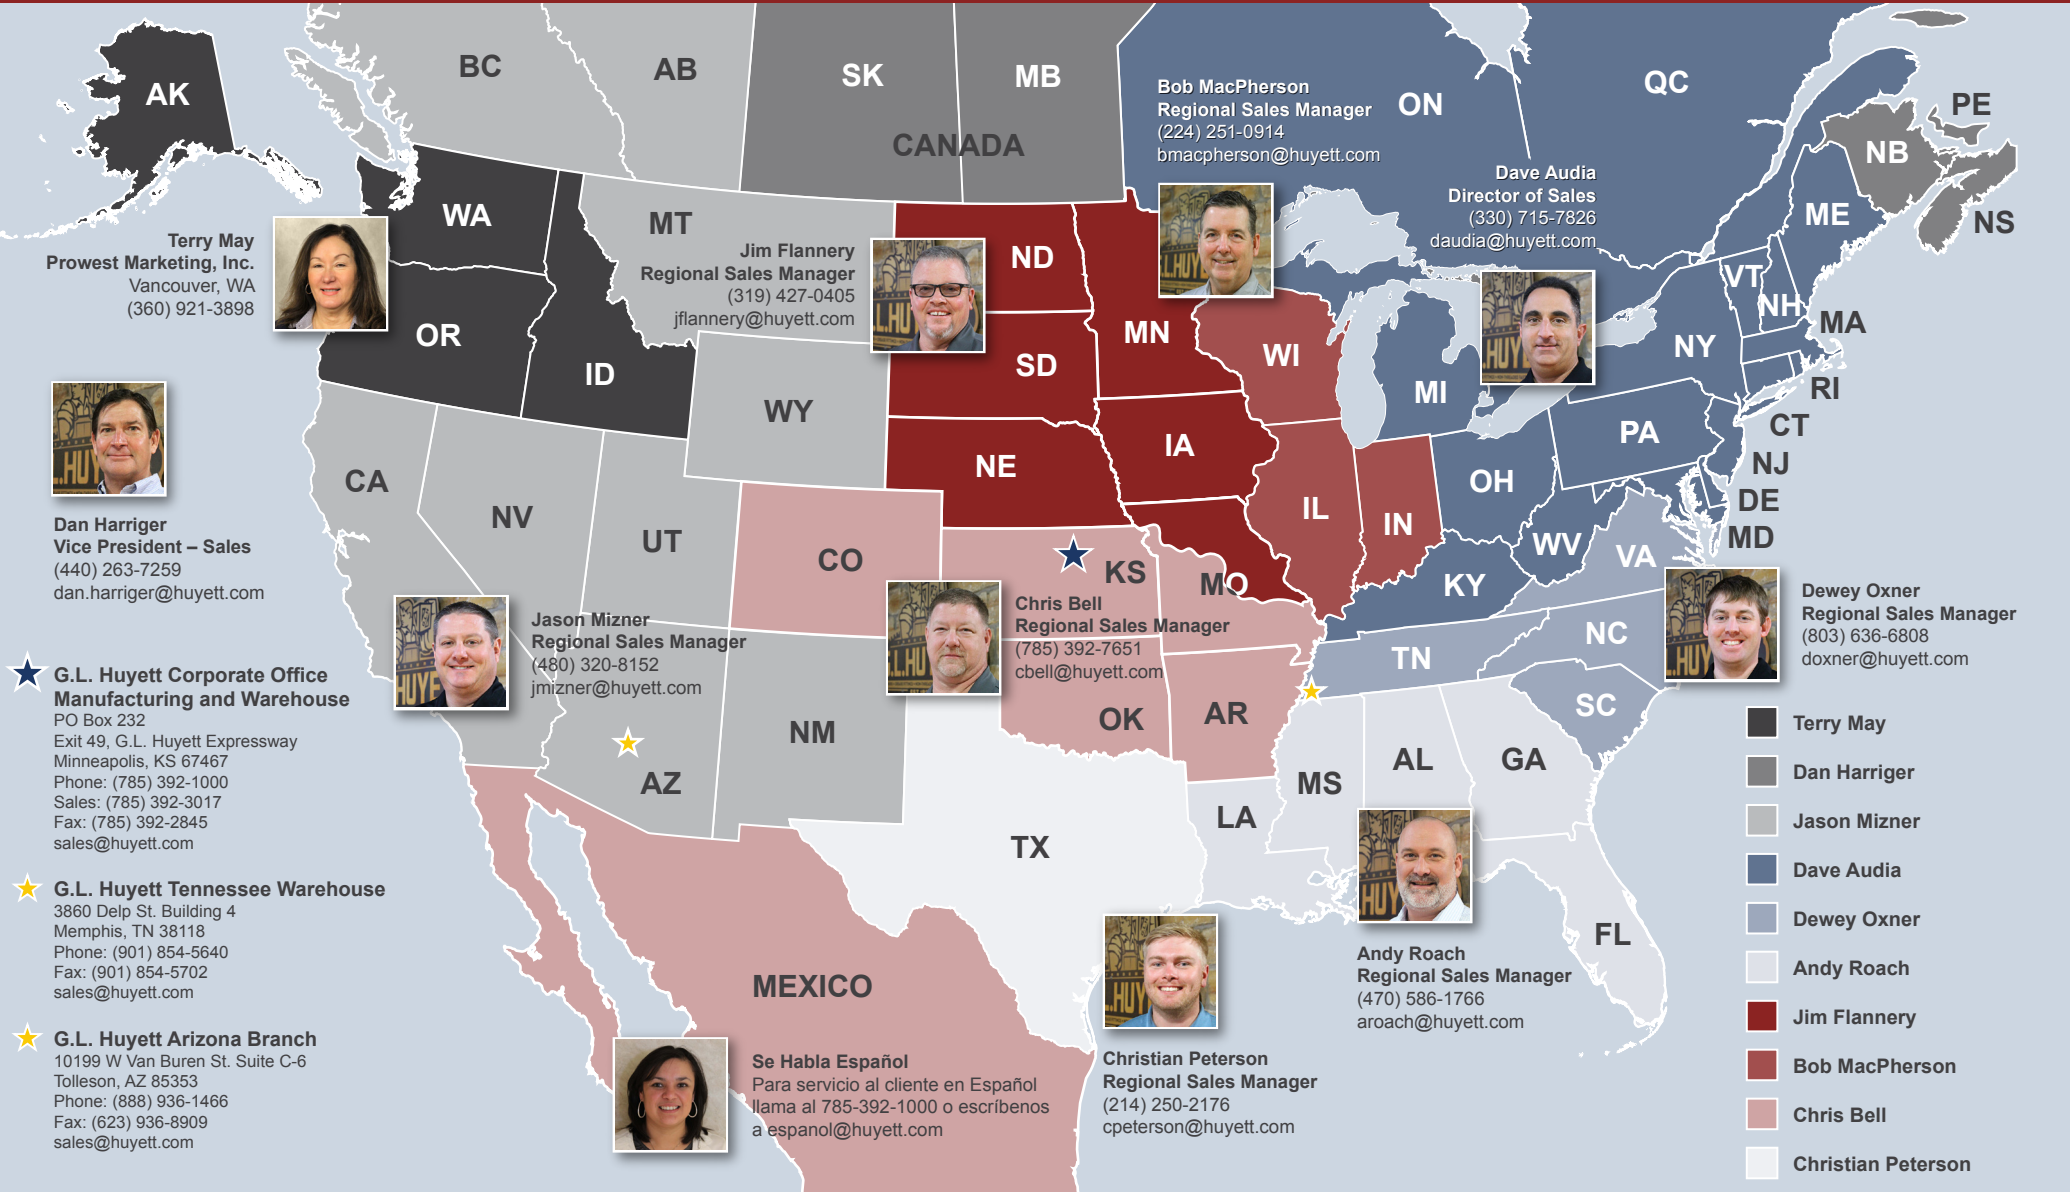 AK
BC
AB
SK
MB
CANADA
ON
QC
PE
NB
NS
ME
Bob MacPherson
Regional Sales Manager
(224) 251-0914
bmacpherson@huyett.com
Dave Audia
Director of Sales
(330) 715-7826
daudia@huyett.com
Terry May
Prowest Marketing, Inc.
Vancouver, WA
(360) 921-3898
WA
MT
Jim Flannery
Regional Sales Manager
(319) 427-0405
jflannery@huyett.com
ND
OR
ID
SD
MN
WI
MI
VT
NH
MA
NY
RI
CT
NJ
DE
MD
PA
WY
NE
IA
CA
NV
UT
CO
KS
MO
IL
IN
OH
WV
KY
VA
NC
TN
SC
Dan Harriger
Vice President – Sales
(440) 263-7259
dan.harriger@huyett.com
Jason Mizner
Regional Sales Manager
(480) 320-8152
jmizner@huyett.com
Chris Bell
Regional Sales Manager
(785) 392-7651
cbell@huyett.com
Dewey Oxner
Regional Sales Manager
(803) 636-6808
doxner@huyett.com
AZ
NM
OK
AR
TX
LA
MS
AL
GA
FL
MEXICO
G.L. Huyett Corporate Office
Manufacturing and Warehouse
PO Box 232
Exit 49, G.L. Huyett Expressway
Minneapolis, KS 67467
Phone: (785) 392-1000
Sales: (785) 392-3017
Fax: (785) 392-2845
sales@huyett.com
G.L. Huyett Tennessee Warehouse
3860 Delp St. Building 4
Memphis, TN 38118
Phone: (901) 854-5640
Fax: (901) 854-5702
sales@huyett.com
G.L. Huyett Arizona Branch
10199 W Van Buren St. Suite C-6
Tolleson, AZ 85353
Phone: (888) 936-1466
Fax: (623) 936-8909
sales@huyett.com
Se Habla Español
Para servicio al cliente en Español
llama al 785-392-1000 o escríbenos
a espanol@huyett.com
Christian Peterson
Regional Sales Manager
(214) 250-2176
cpeterson@huyett.com
Andy Roach
Regional Sales Manager
(470) 586-1766
aroach@huyett.com
Terry May
Dan Harriger
Jason Mizner
Dave Audia
Dewey Oxner
Andy Roach
Jim Flannery
Bob MacPherson
Chris Bell
Christian Peterson